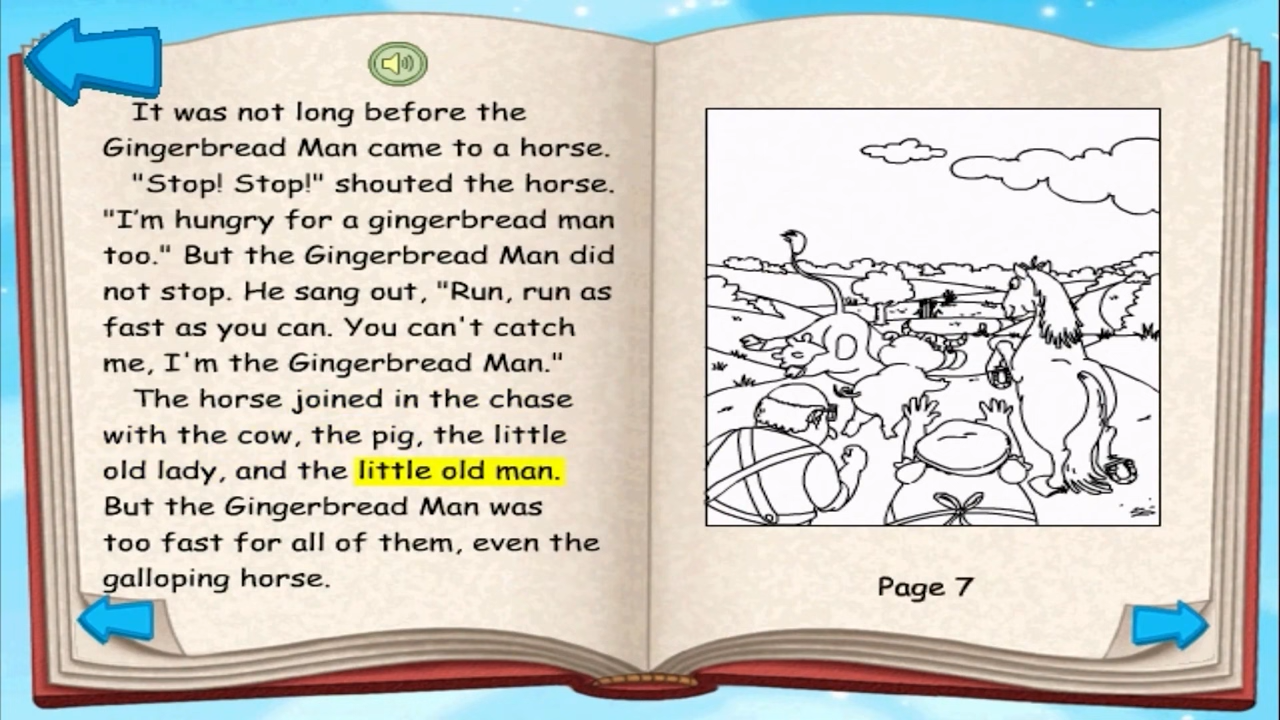 It was not long before the
Gingerbread Man came to a horse.
"Stop! Stop!" shouted the horse.
"I'm hungry for a gingerbread man
too." But the Gingerbread Man did
not stop. He sang out, "Run, run as
fast as you can. You can't catch
me, I'm the Gingerbread Man."
The horse joined in the chase
with the cow, the pig, the little
old lady, and the little old man.
But the Gingerbread Man was
too fast for all of them, even the
galloping horse.
Page 7